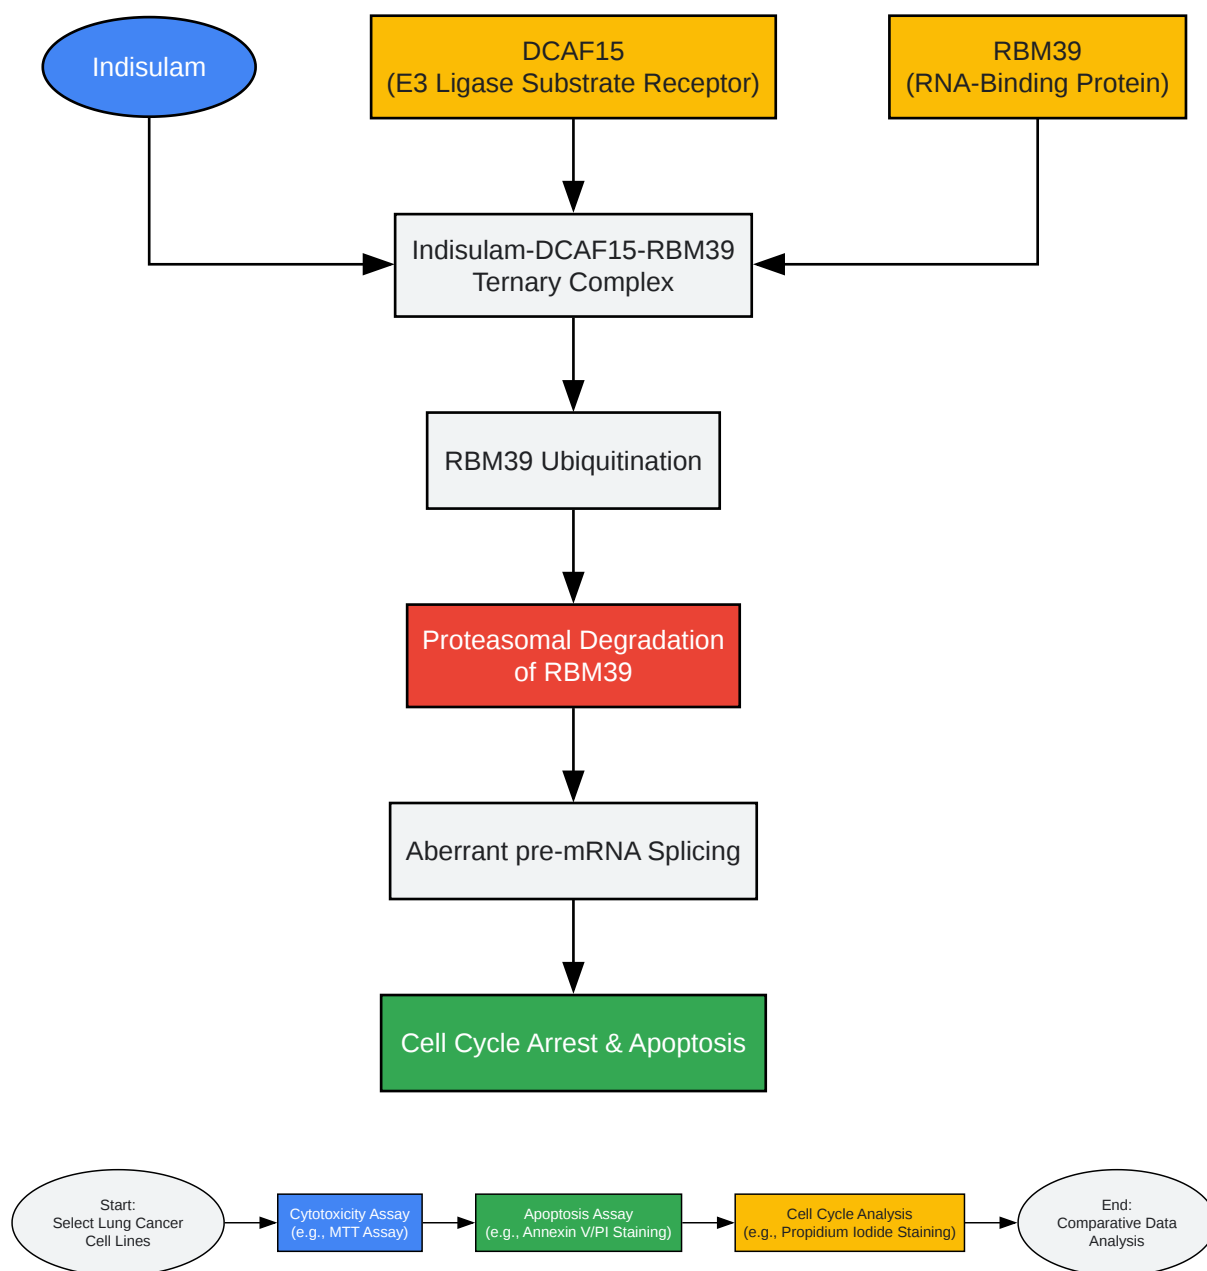 Indisulam
DCAF15
(E3 Ligase Substrate Receptor)
RBM39
(RNA-Binding Protein)
Indisulam-DCAF15-RBM39
Ternary Complex
RBM39 Ubiquitination
Proteasomal Degradation
of RBM39
Aberrant pre-mRNA Splicing
Cell Cycle Arrest & Apoptosis
Start:
Select Lung Cancer
Cell Lines
Cytotoxicity Assay
(e.g., MTT Assay)
Apoptosis Assay
(e.g., Annexin V/PI Staining)
Cell Cycle Analysis
(e.g., Propidium Iodide Staining)
End:
Comparative Data
Analysis